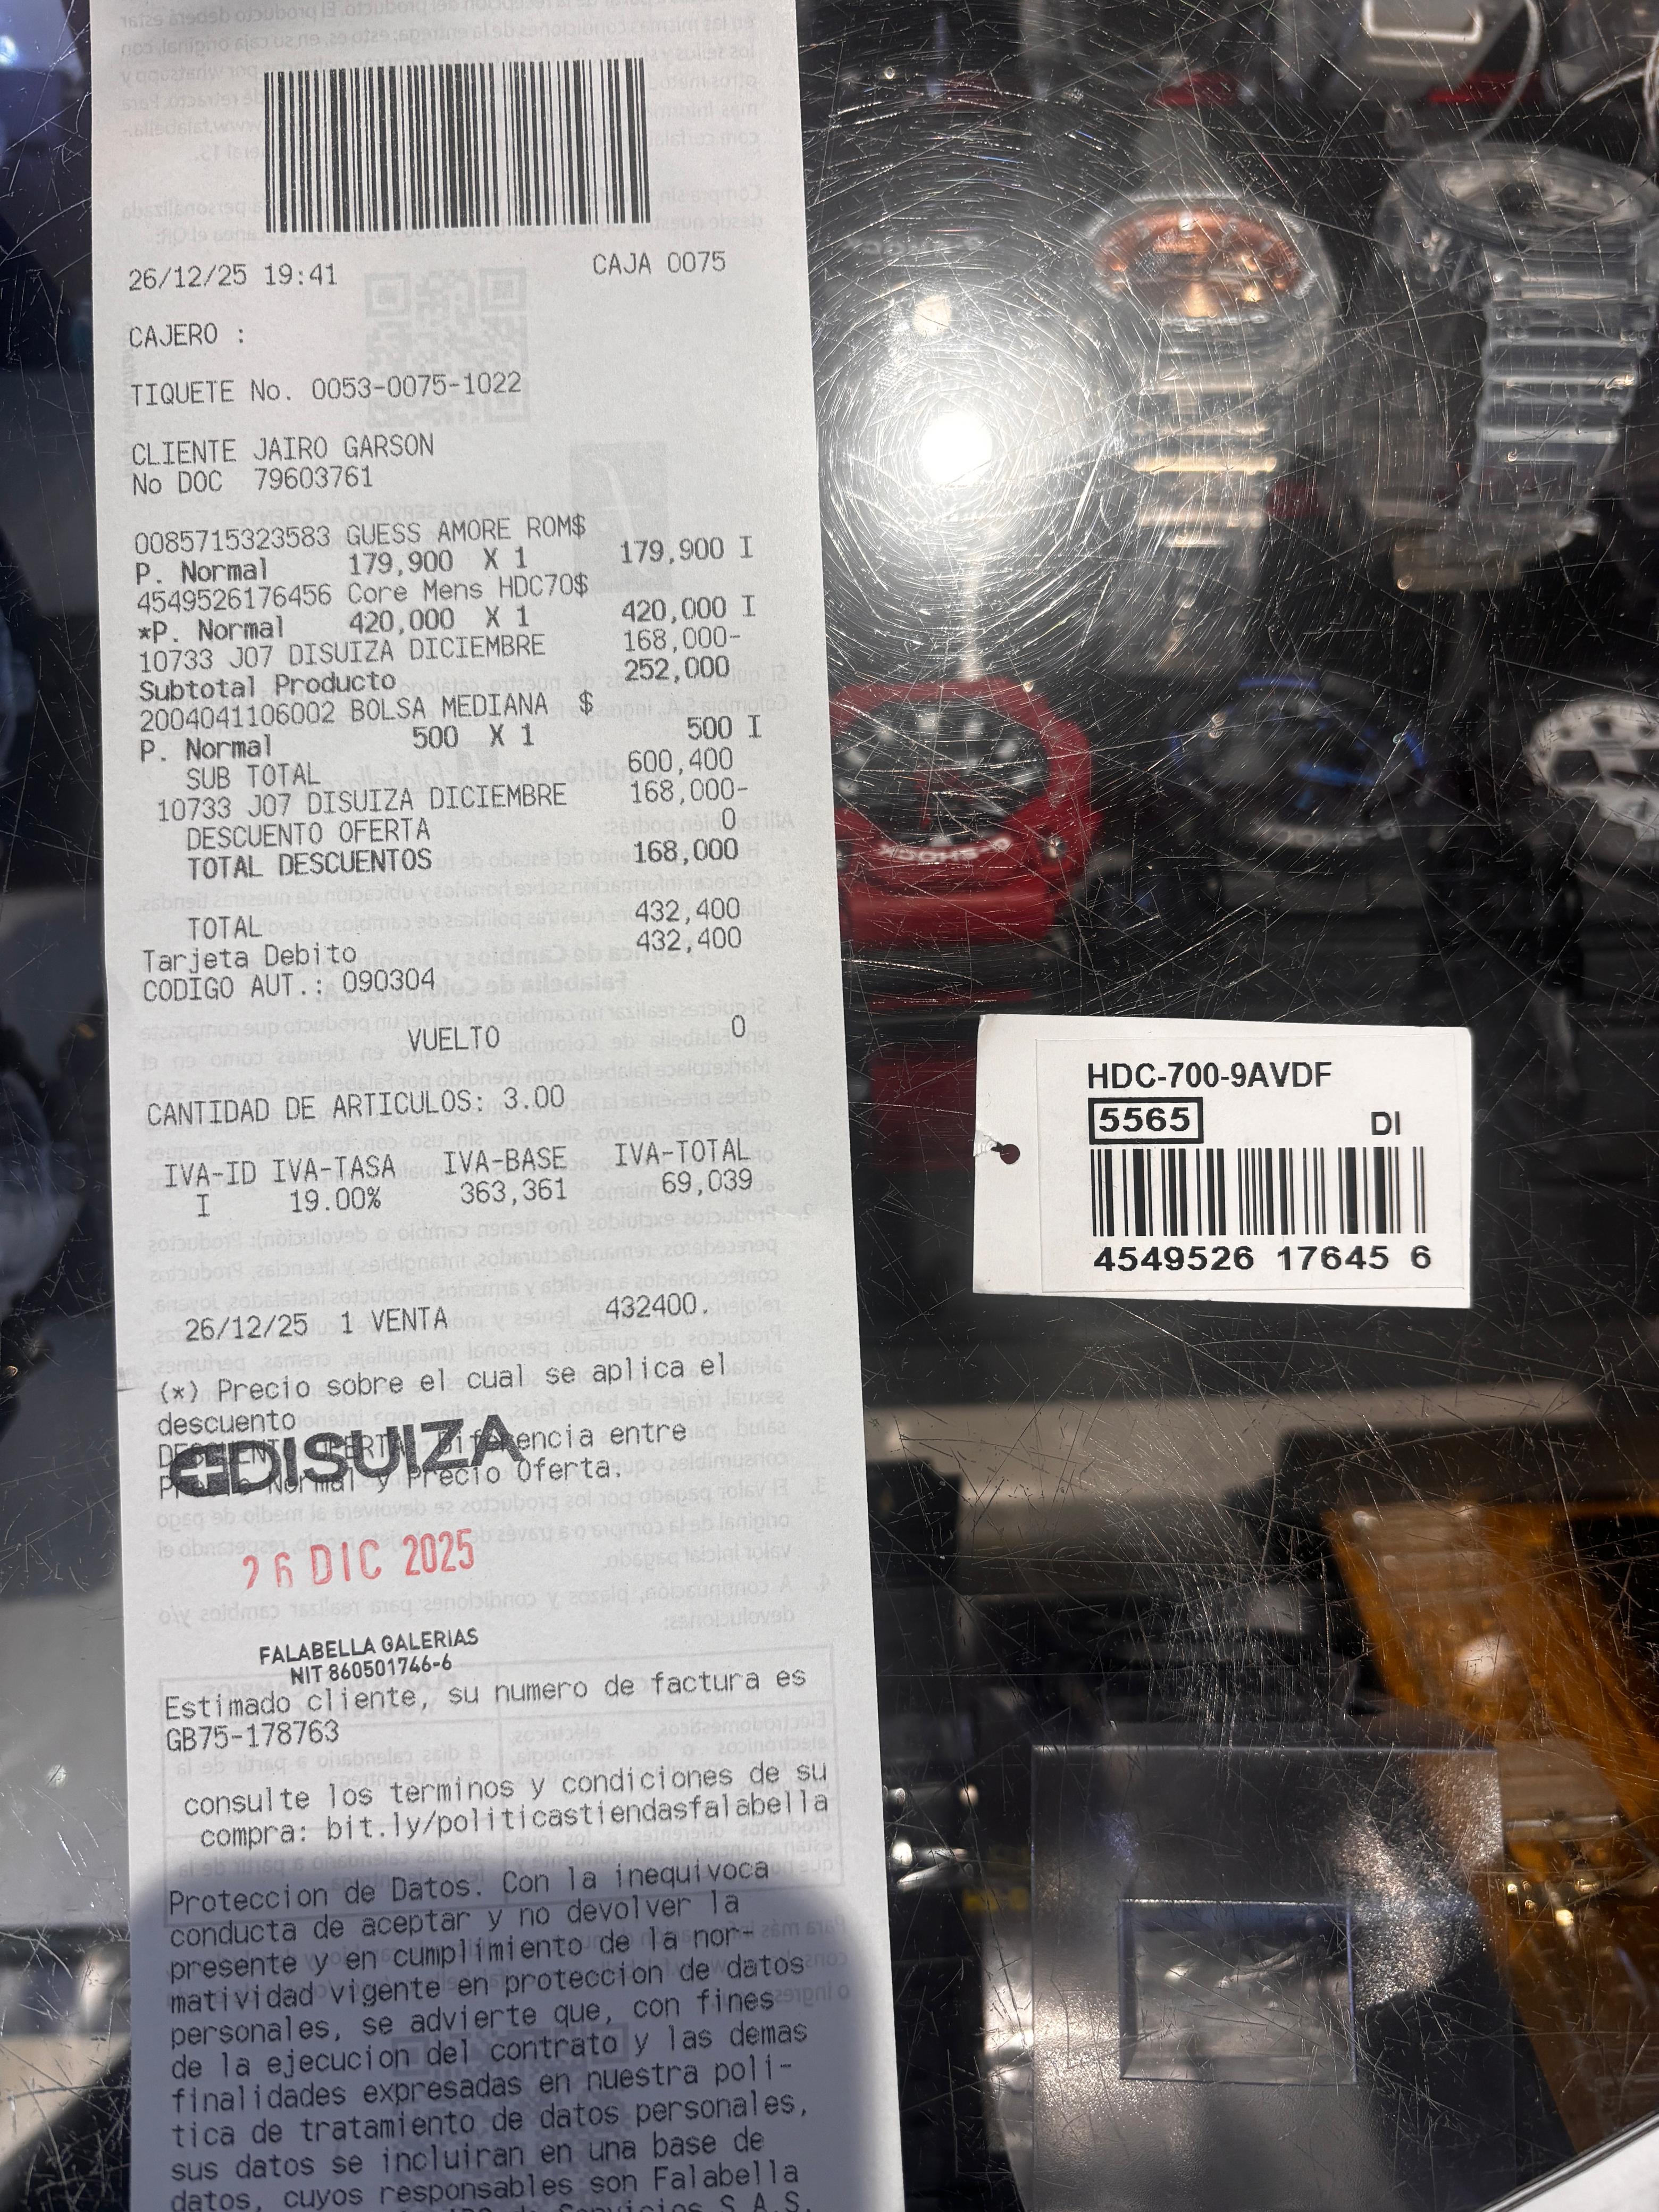 26/12/25 19:41 CAJA 0075
CAJERO :
TIQUETE No. 0053-0075-1022
CLIENTE JAIRO GARSON
No DOC 79603761
0085715323583 GUESS AMORE ROM$
P. Normal 179,900 X 1 179,900 I
4549526176456 Core Mens HDC70$
*P. Normal 420,000 X 1 420,000 I
10733 J07 DISUIZA DICIEMBRE 168,000-
Subtotal Producto 252,000
2004041106002 BOLSA MEDIANA $
P. Normal 500 X 1 500 I
SUB TOTAL 600,400
10733 J07 DISUIZA DICIEMBRE 168,000-
DESCUENTO OFERTA 0
TOTAL DESCUENTOS 168,000
TOTAL 432,400
Tarjeta Debito 432,400
CODIGO AUT.: 090304
VUELTO 0
CANTIDAD DE ARTICULOS: 3.00
IVA-ID IVA-TASA IVA-BASE IVA-TOTAL
I 19.00% 363,361 69,039
26/12/25 1 VENTA 432400.
(*) Precio sobre el cual se aplica el
descuento
DESCUENTO OFERTA: Diferencia entre
Precio Normal y Precio Oferta.
DISUIZA
26 DIC 2025
FALABELLA GALERIAS
NIT 860501746-6
Estimado cliente, su numero de factura es
GB75-178763
consulte los terminos y condiciones de su
compra: bit.ly/politicastiendasfalabella
Proteccion de Datos. Con la inequivoca
conducta de aceptar y no devolver la
presente y en cumplimiento de la nor-
matividad vigente en proteccion de datos
personales, se advierte que, con fines
de la ejecucion del contrato y las demas
finalidades expresadas en nuestra poli-
tica de tratamiento de datos personales,
sus datos se incluiran en una base de
datos, cuyos responsables son Falabella
de Servicios S.A.S.
HDC-700-9AVDF
5565 DI
4549526 17645 6
G-SHOCK